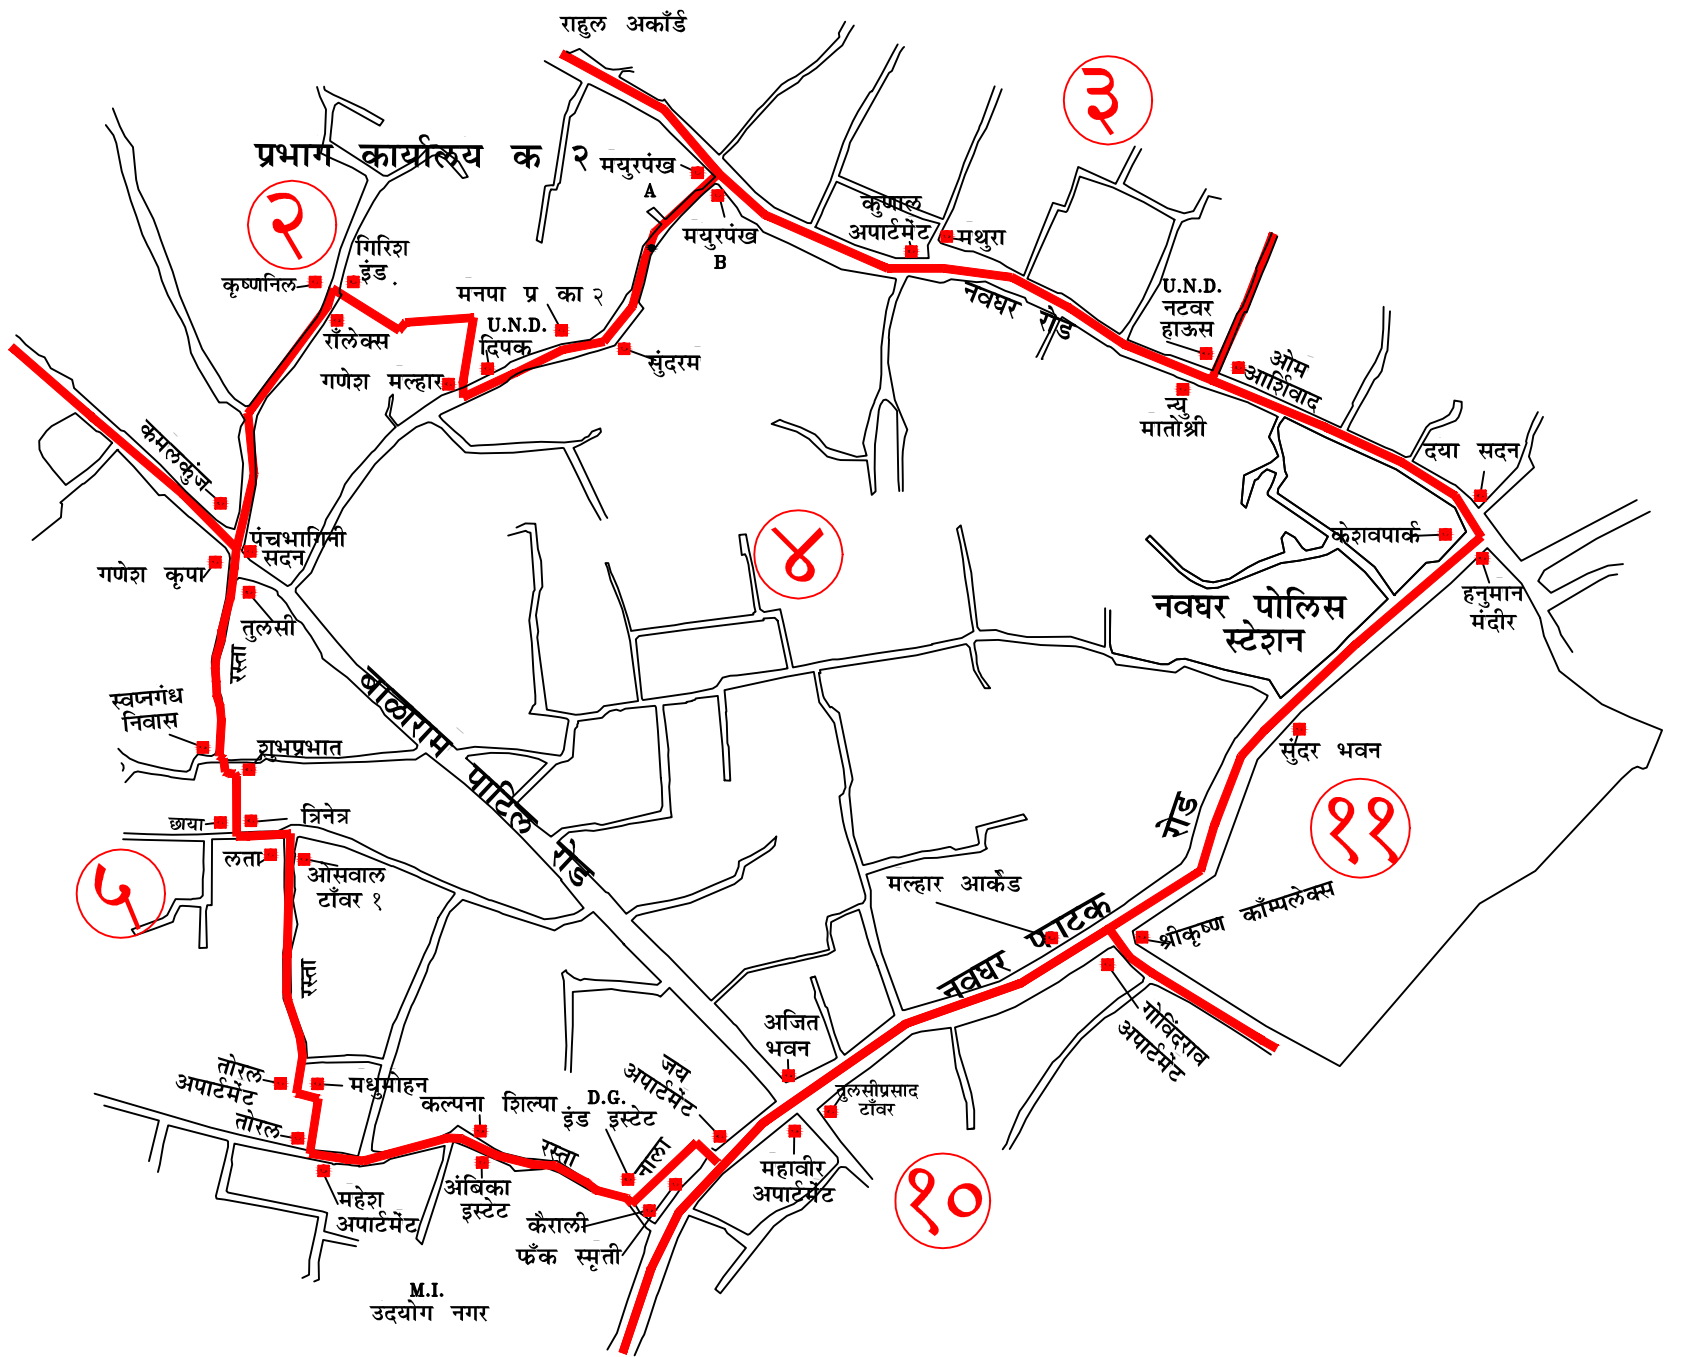 राहुल अकाँर्ड
३
प्रभाग कार्यालय क २
मयुरपंख
A
२
कुणाल
अपार्टमेंट
मथुरा
मयुरपंख
B
गिरिश
इंड.
कृष्णनिल
मनपा प्र का २
U.N.D.
दिपक
नवघर रोड
U.N.D.
नटवर
हाऊस
राँलेक्स
गणेश मल्हार
सुंदरम
ओम
आर्शिवाद
न्यु
मातोश्री
कमलकुंज
दया सदन
पंचभागिनी
सदन
केशवपार्क
४
गणेश कृपा
तुलसी
हनुमान
मंदीर
नवघर पोलिस
स्टेशन
रस्ता
बाळाराम पाटिल रोड
स्वप्नगंध
निवास
शुभप्रभात
सुंदर भवन
छाया
त्रिनेत्र
रोड
११
लता
ओसवाल
टाँवर १
५
मल्हार आर्केड
नवघर फाटक
श्रीकृष्ण काँम्पलेक्स
रस्ता
अजित
भवन
गोविंदराव
अपार्टमेंट
तोरल
अपार्टमेंट
मधुमोहन
जय
अपार्टमेंट
कल्पना शिल्पा
D.G.
इंड इस्टेट
तुलसीप्रसाद
टाँवर
तोरल
रस्ता
नाला
महावीर
अपार्टमेंट
१०
महेश
अपार्टमेंट
अंबिका
इस्टेट
कैराली
फ्रँक स्मृती
M.I.
उदयोग नगर